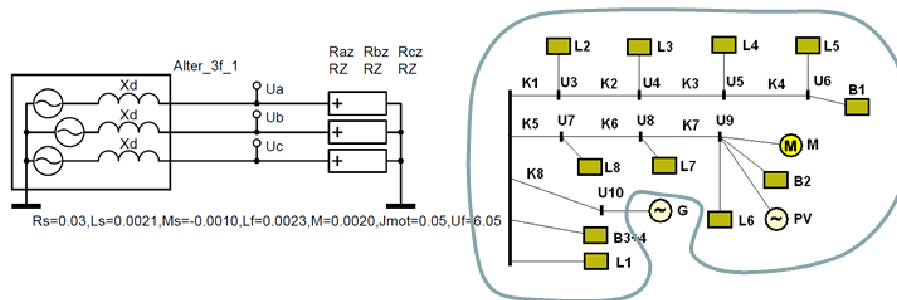 Raz Rbz Rcz
RZ RZ RZ
Alter_3f_1
Xd
Ua
+
Xd
Ub
+
Xd
Uc
+
Rs=0.03,Ls=0.0021,Ms=-0.0010,Lf=0.0023,M=0.0020,Jmot=0.05,Uf=6.05
L2 L3 L4 L5
K1 U3 K2 U4 K3 U5 K4 U6
B1
K5 U7 K6 U8 K7 U9
M M
L8 L7
B2
K8
U10
~ G
L6 ~ PV
B3+4
L1